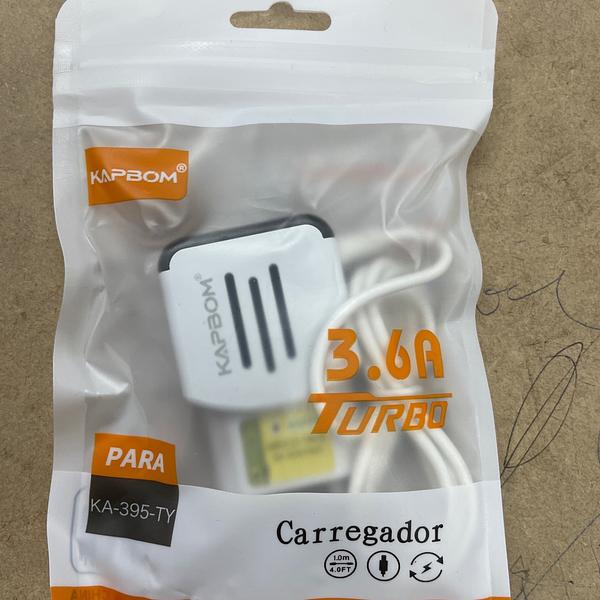 KAPBOM®
KAPBOM®
3.6A
TURBO
PARA
KA-395-TY
Carregador
1.0m
4.0FT